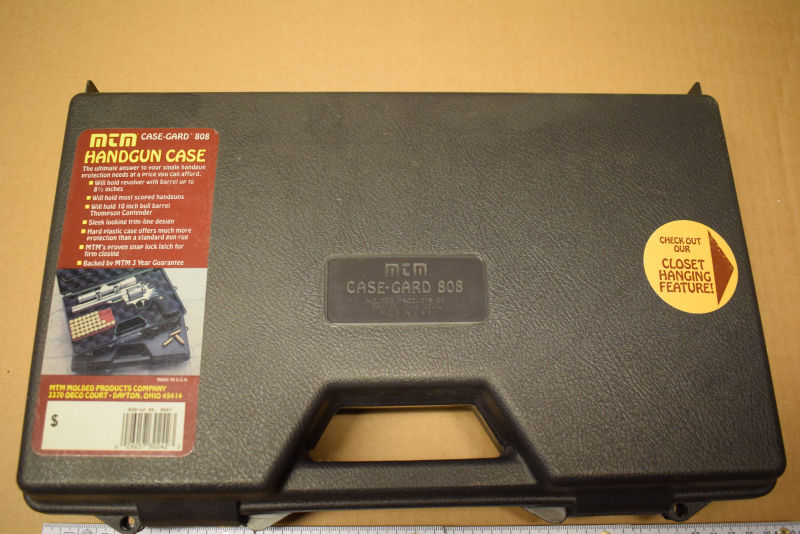 MTM CASE-GARD® 808
HANDGUN CASE
The ultimate answer to your single handgun
protection needs at a price you can afford.
Will hold revolver with barrel up to
8½ inches
Will hold most scoped handguns
Will hold 10 inch bull barrel
Thompson Contender
Sleek looking trim-line design
Hard plastic case offers much more
protection than a standard gun rug
MTM's proven snap lock latch for
firm closing
Backed by MTM 3 Year Guarantee
MADE IN U.S.A.
MTM MOLDED PRODUCTS COMPANY
3370 OBCO COURT • DAYTON, OHIO 45414
$
MTM
CASE-GARD 808
CHECK OUT
OUR
CLOSET
HANGING
FEATURE!